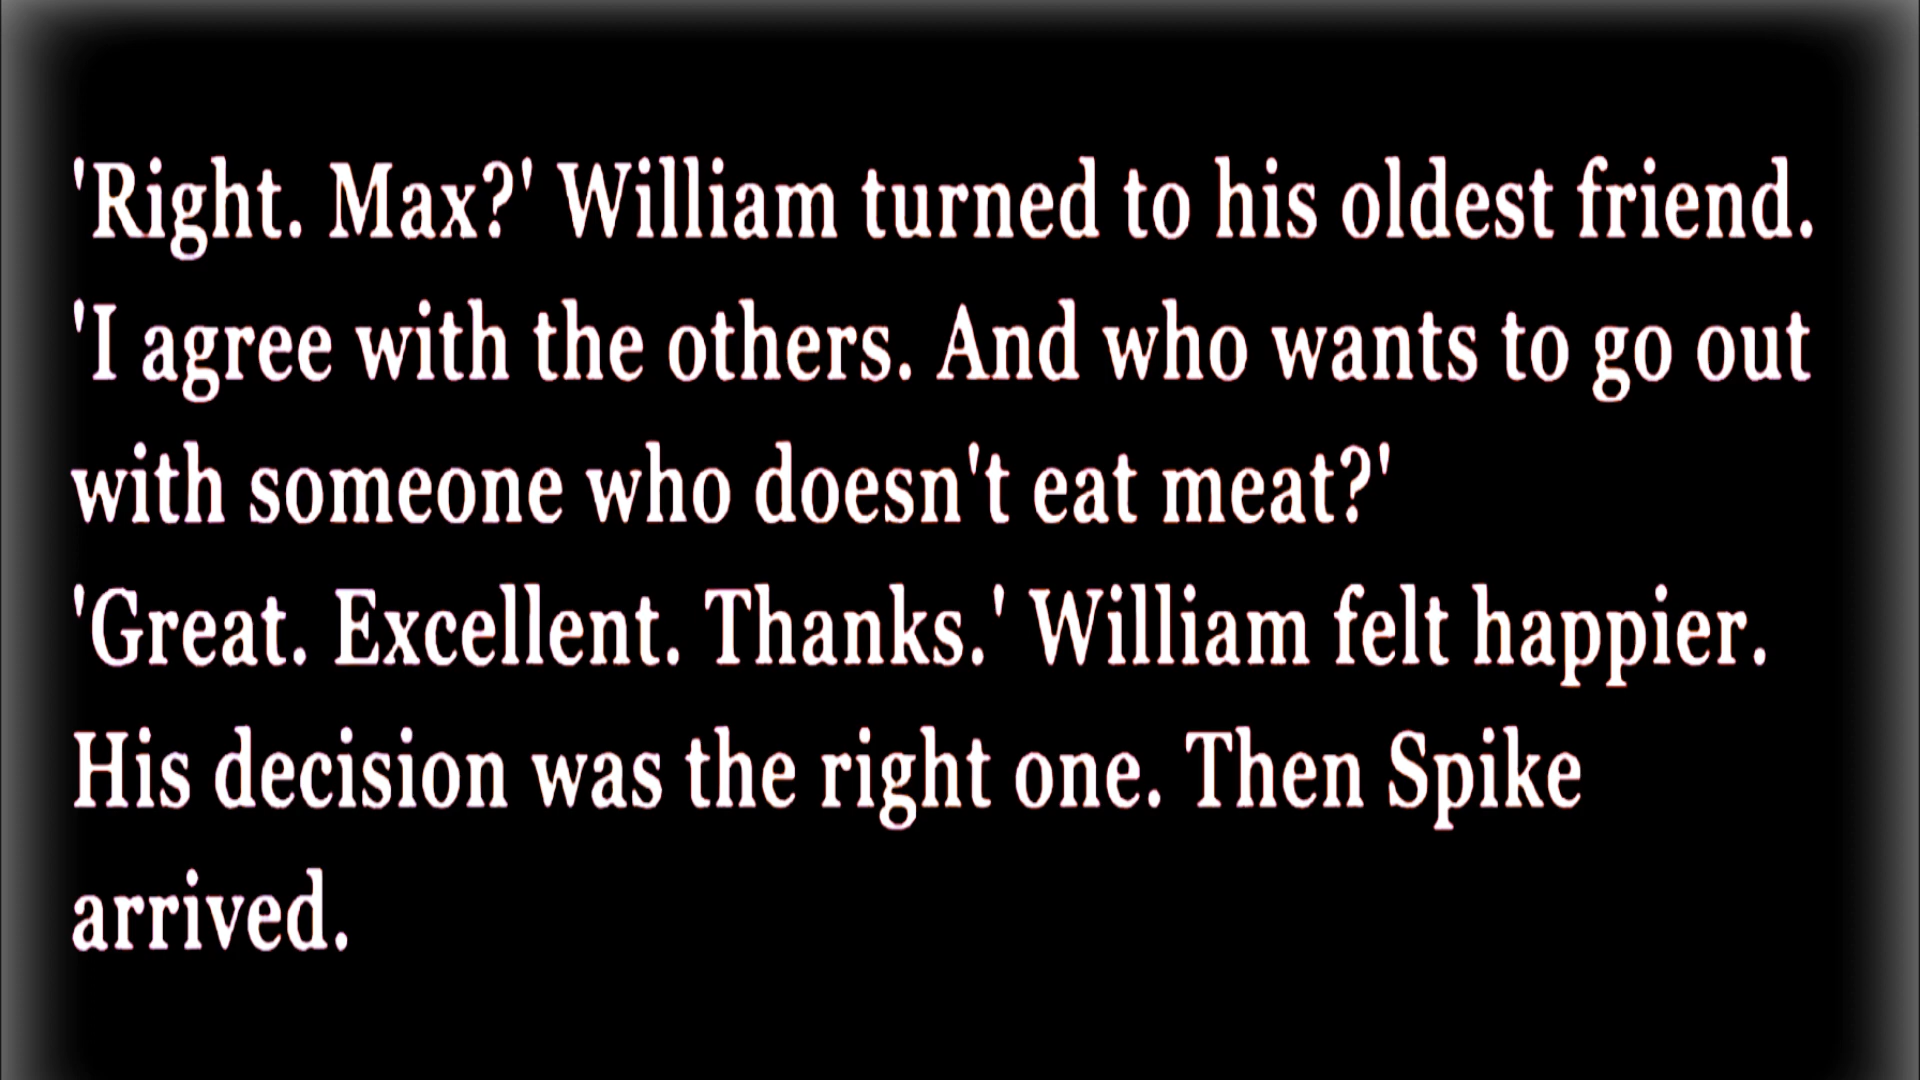 'Right. Max?' William turned to his oldest friend.
'I agree with the others. And who wants to go out
with someone who doesn't eat meat?'
'Great. Excellent. Thanks.' William felt happier.
His decision was the right one. Then Spike
arrived.